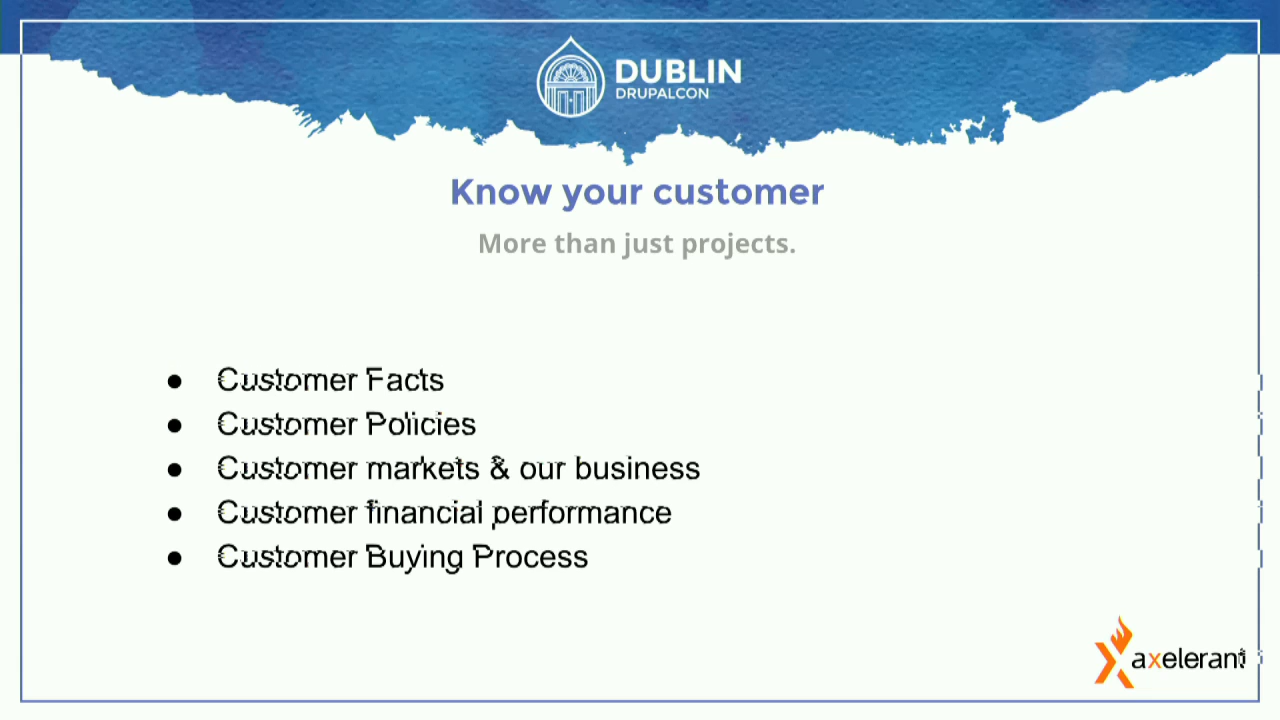 DUBLIN
DRUPALCON
Know your customer
More than just projects.
● Customer Facts
● Customer Policies
● Customer markets & our business
● Customer financial performance
● Customer Buying Process
axelerant